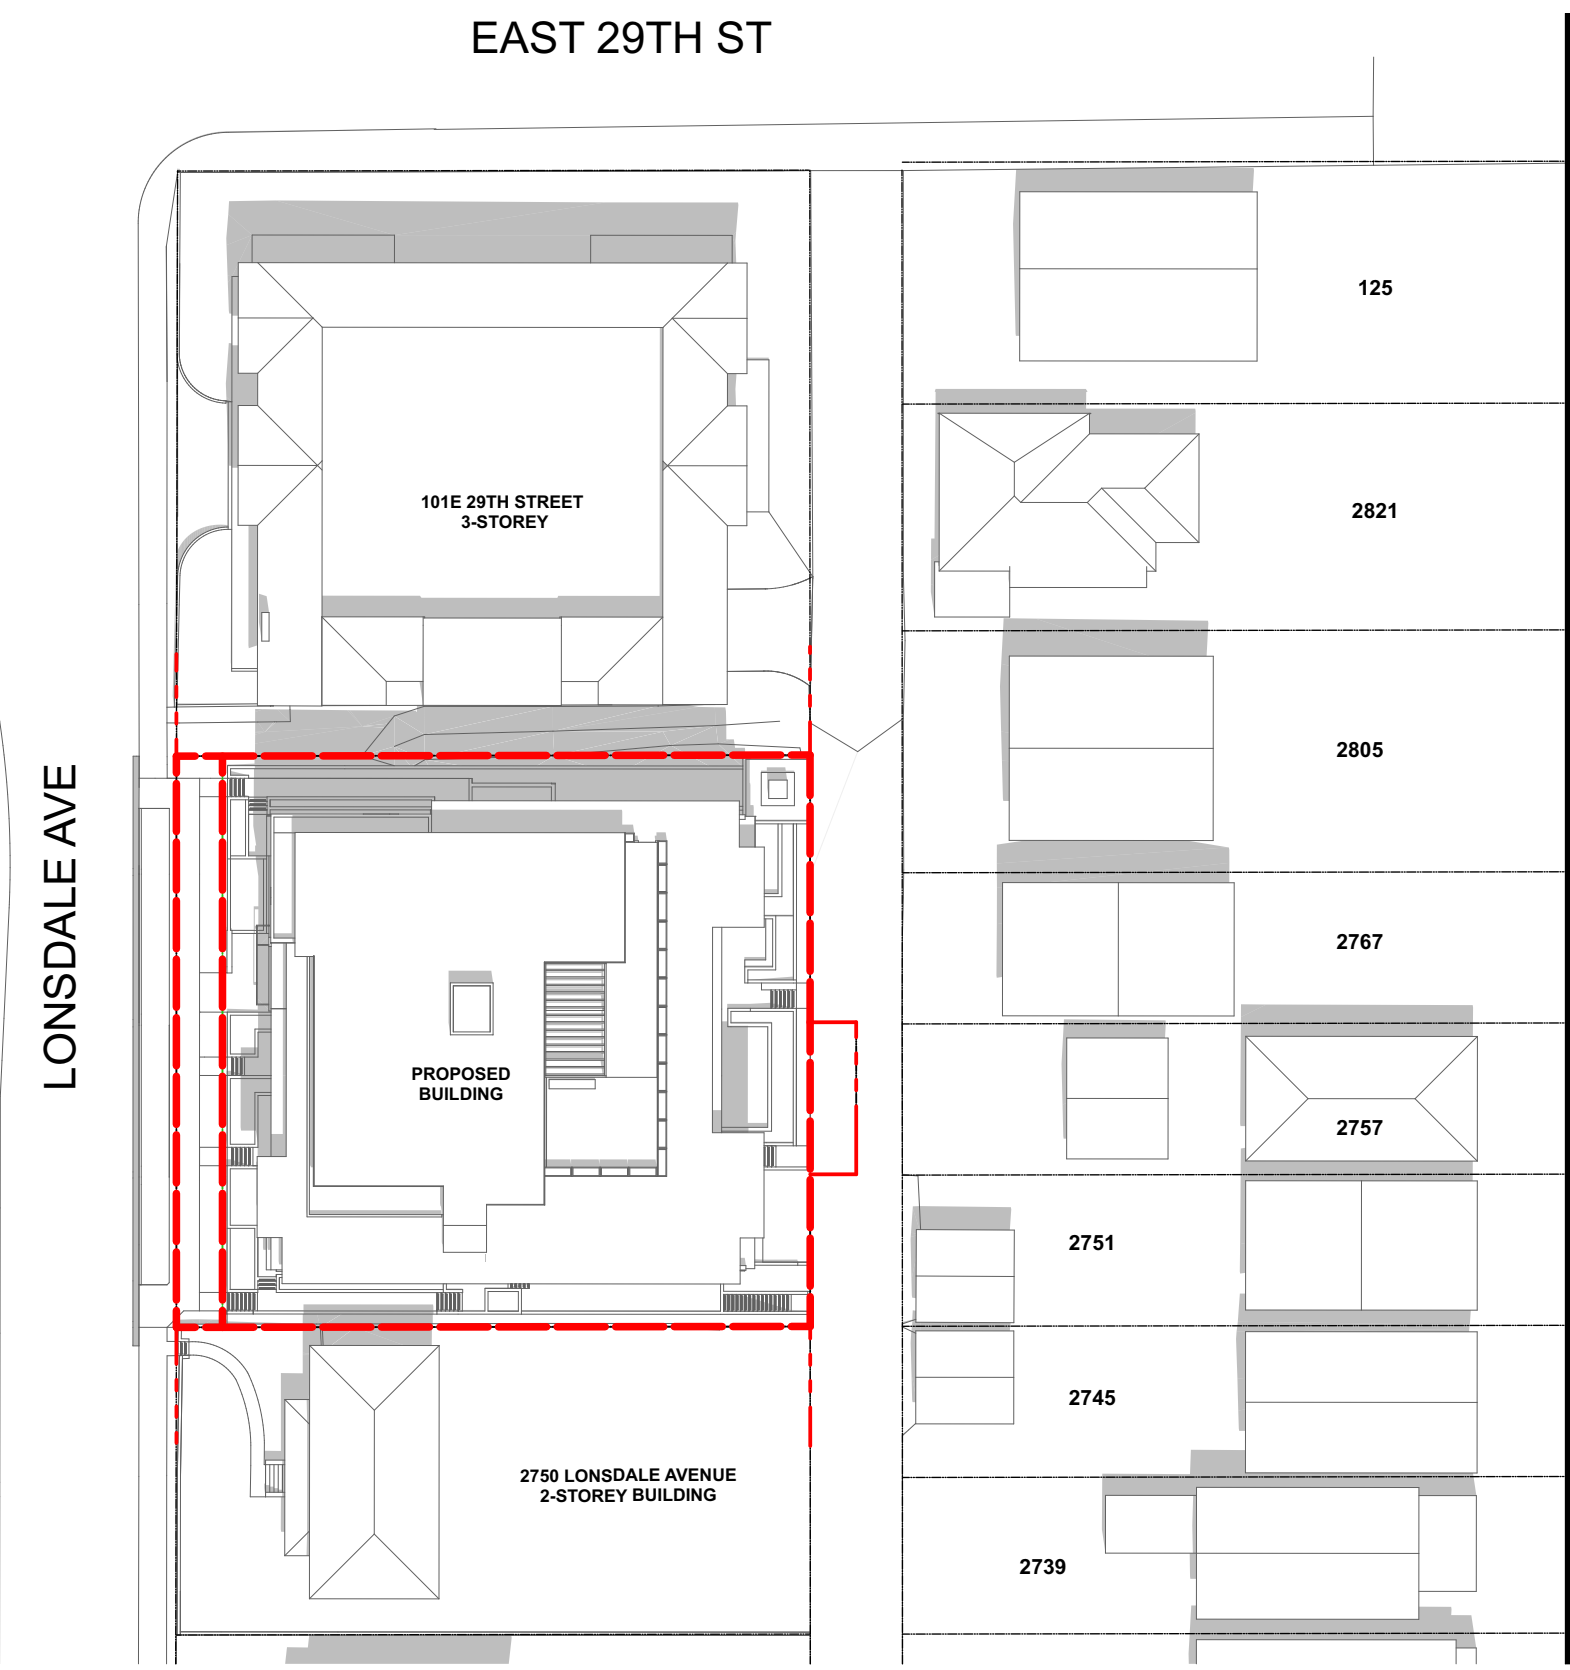 EAST 29TH ST
125
101E 29TH STREET
3-STOREY
2821
2805
LONSDALE AVE
2767
PROPOSED
BUILDING
2757
2751
2745
2750 LONSDALE AVENUE
2-STOREY BUILDING
2739